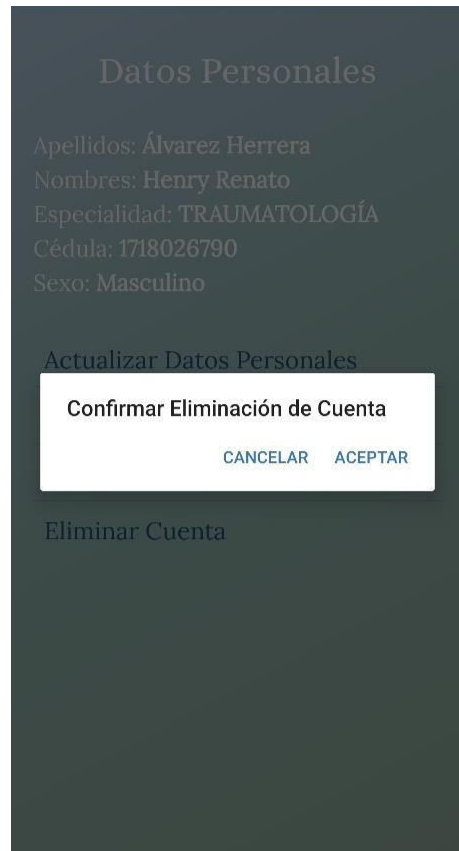 Datos Personales
Apellidos: Álvarez Herrera
Nombres: Henry Renato
Especialidad: TRAUMATOLOGÍA
Cédula: 1718026790
Sexo: Masculino
Actualizar Datos Personales
Confirmar Eliminación de Cuenta
CANCELAR ACEPTAR
Eliminar Cuenta